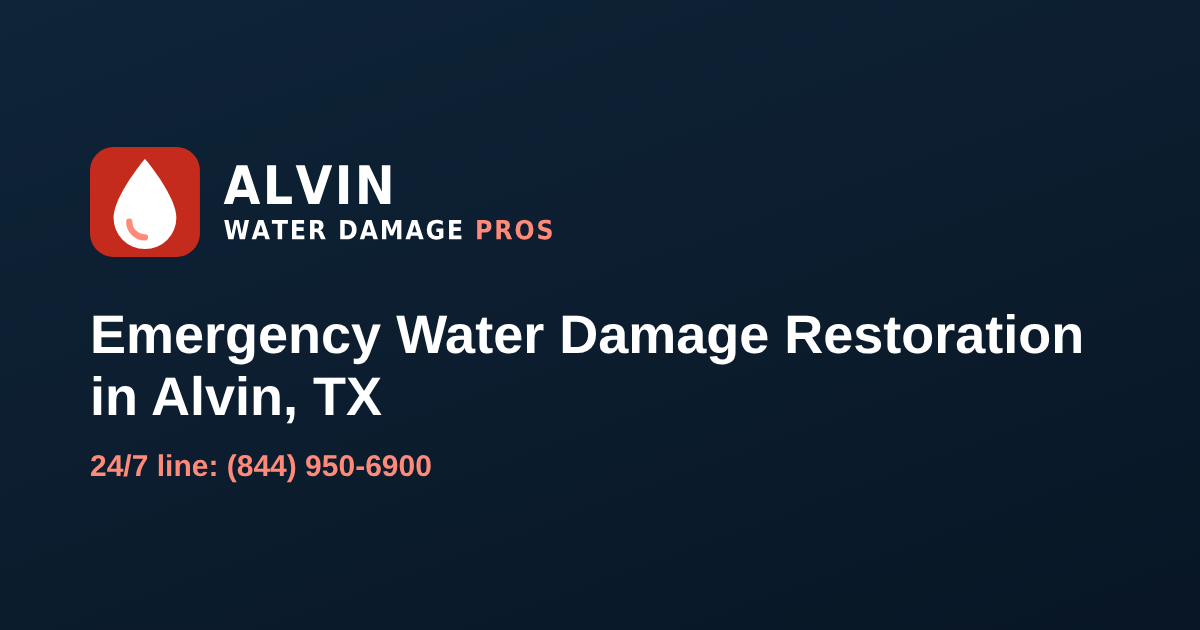 ALVIN
WATER DAMAGE PROS
Emergency Water Damage Restoration
in Alvin, TX
24/7 line: (844) 950-6900